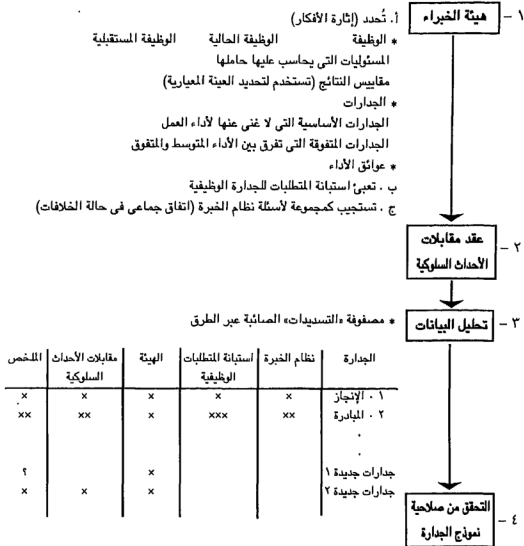 ١ - هيئة الخبراء
أ. تُحدد (إثارة الأفكار)
* الوظيفة الوظيفة الحالية الوظيفة المستقبلية
المسئوليات التى يحاسب عليها حاملها
مقاييس النتائج (تستخدم لتحديد العينة المعيارية)
* الجدارات
الجدارات الأساسية التى لا غنى عنها لأداء العمل
الجدارات المتفوقة التى تفرق بين الأداء المتوسط والمتفوق
* عوائق الأداء
ب . تعبئ استبانة المتطلبات للجدارة الوظيفية
ج . تستجيب كمجموعة لأسئلة نظام الخبرة (اتفاق جماعى فى حالة الخلافات)
٢ - عقد مقابلات
الأحداث السلوكية
٣ - تحليل البيانات
* مصفوفة «التسديدات» الصائبة عبر الطرق
الجدارة نظام الخبرة استبانة المتطلبات الهيئة مقابلات الأحداث الملخص
الوظيفية السلوكية
١ . الإنجاز × × × × ×
٢ . المبادرة ×× ××× × ×× ××
.
.
جدارات جديدة ١ × ؟
جدارات جديدة ٢ × × ×
٤ - التحقق من صلاحية
نموذج الجدارة